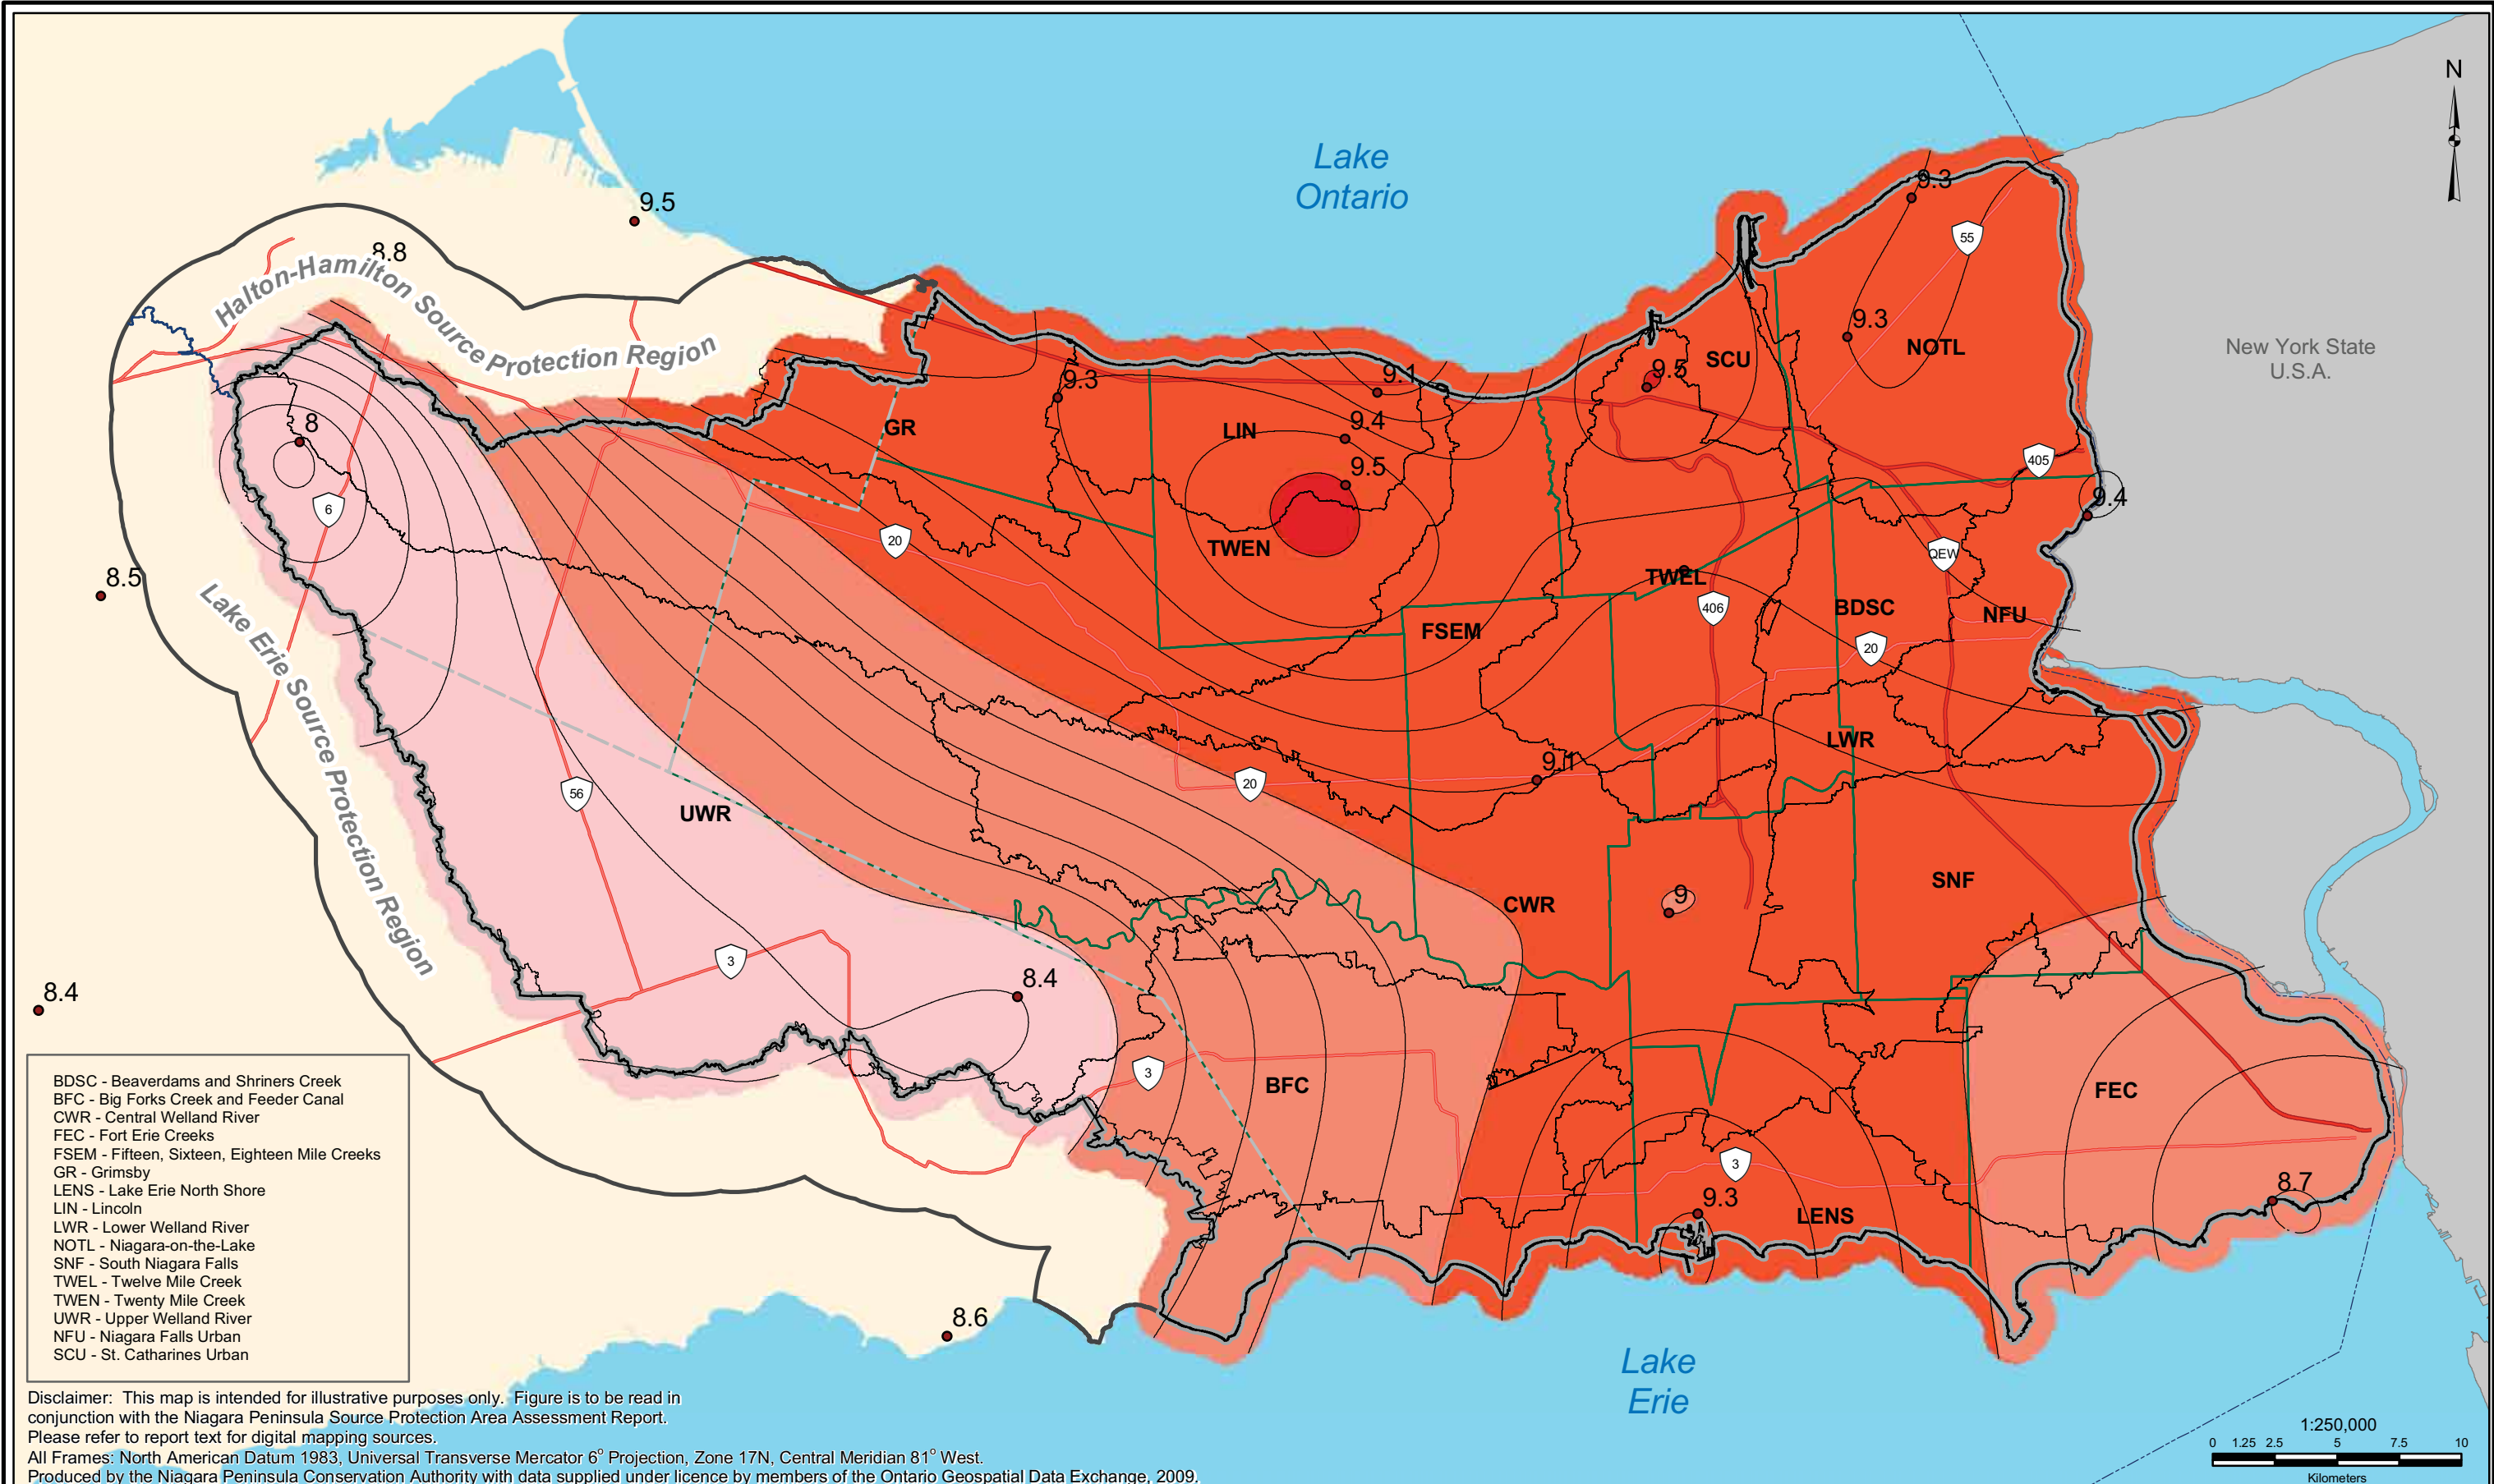 N
Lake
Ontario
9.5
8.8
Halton-Hamilton Source Protection Region
9.3
55
9.3
NOTL
New York State
U.S.A.
SCU
9.5
9.3
9.1
9.4
LIN
GR
8
9.5
405
9.4
6
20
TWEN
QEW
8.5
TWEL
406
BDSC
NFU
FSEM
20
Lake Erie Source Protection Region
LWR
9.1
20
56
UWR
SNF
9
CWR
3
8.4
8.4
3
BFC
FEC
3
8.7
9.3
LENS
8.6
Lake
Erie
BDSC - Beaverdams and Shriners Creek
BFC - Big Forks Creek and Feeder Canal
CWR - Central Welland River
FEC - Fort Erie Creeks
FSEM - Fifteen, Sixteen, Eighteen Mile Creeks
GR - Grimsby
LENS - Lake Erie North Shore
LIN - Lincoln
LWR - Lower Welland River
NOTL - Niagara-on-the-Lake
SNF - South Niagara Falls
TWEL - Twelve Mile Creek
TWEN - Twenty Mile Creek
UWR - Upper Welland River
NFU - Niagara Falls Urban
SCU - St. Catharines Urban
Disclaimer: This map is intended for illustrative purposes only. Figure is to be read in
conjunction with the Niagara Peninsula Source Protection Area Assessment Report.
Please refer to report text for digital mapping sources.
All Frames: North American Datum 1983, Universal Transverse Mercator 6° Projection, Zone 17N, Central Meridian 81° West.
Produced by the Niagara Peninsula Conservation Authority with data supplied under licence by members of the Ontario Geospatial Data Exchange, 2009.
1:250,000
0 1.25 2.5 5 7.5 10
Kilometers